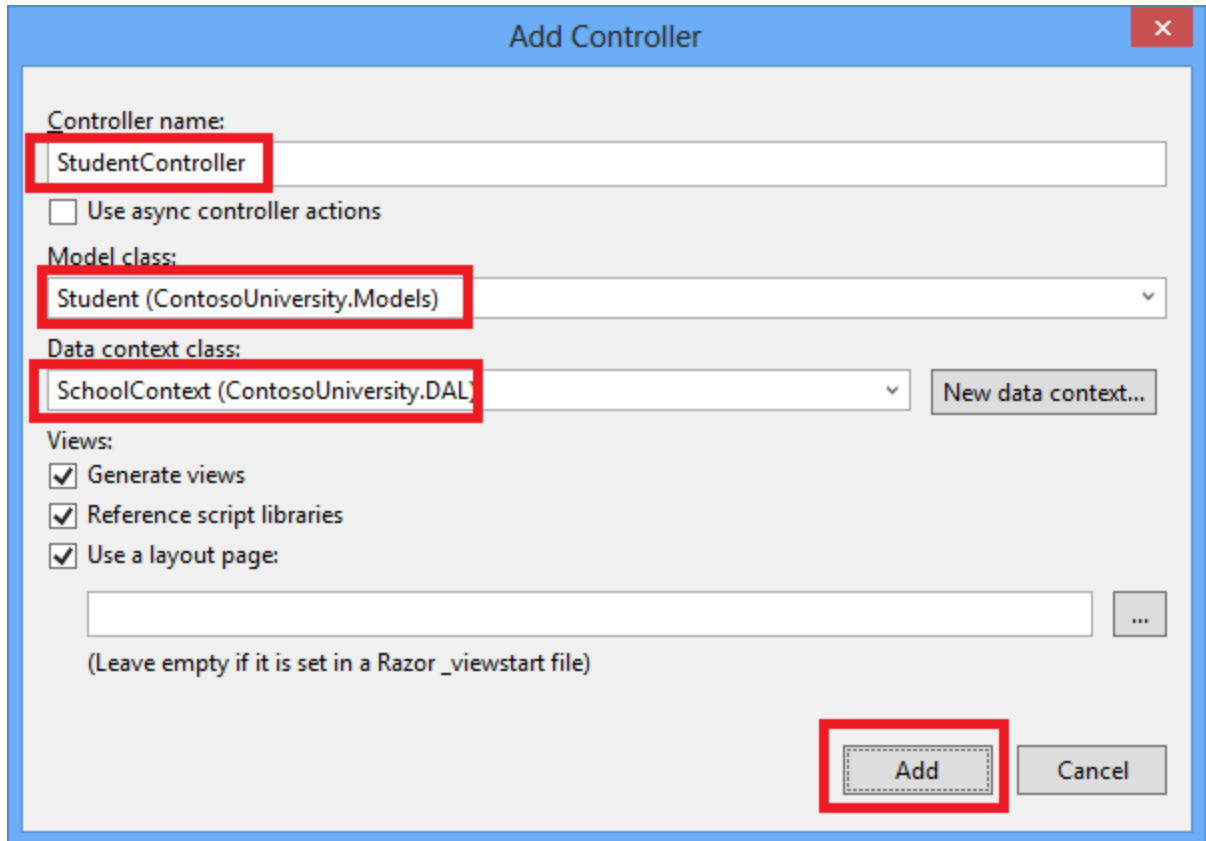 Add Controller
Controller name:
StudentController
Use async controller actions
Model class:
Student (ContosoUniversity.Models)
Data context class:
SchoolContext (ContosoUniversity.DAL)
New data context...
Views:
Generate views
Reference script libraries
Use a layout page:
...
(Leave empty if it is set in a Razor _viewstart file)
Add
Cancel